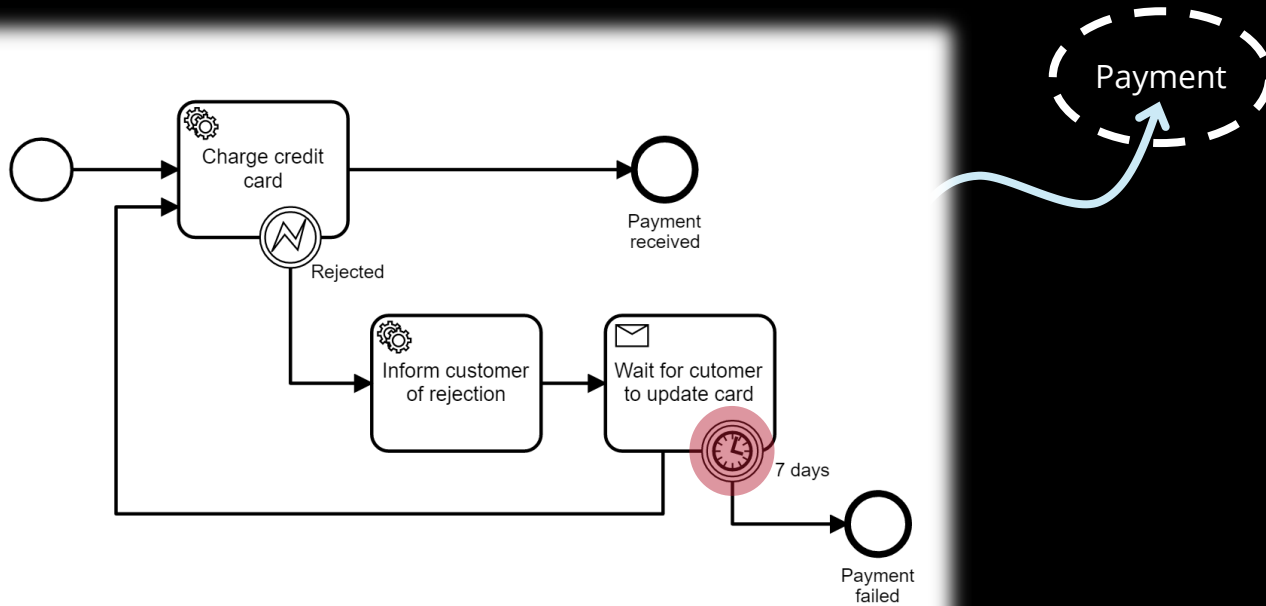 Payment
Charge credit
card
Payment
received
Rejected
Inform customer
of rejection
Wait for cutomer
to update card
7 days
Payment
failed